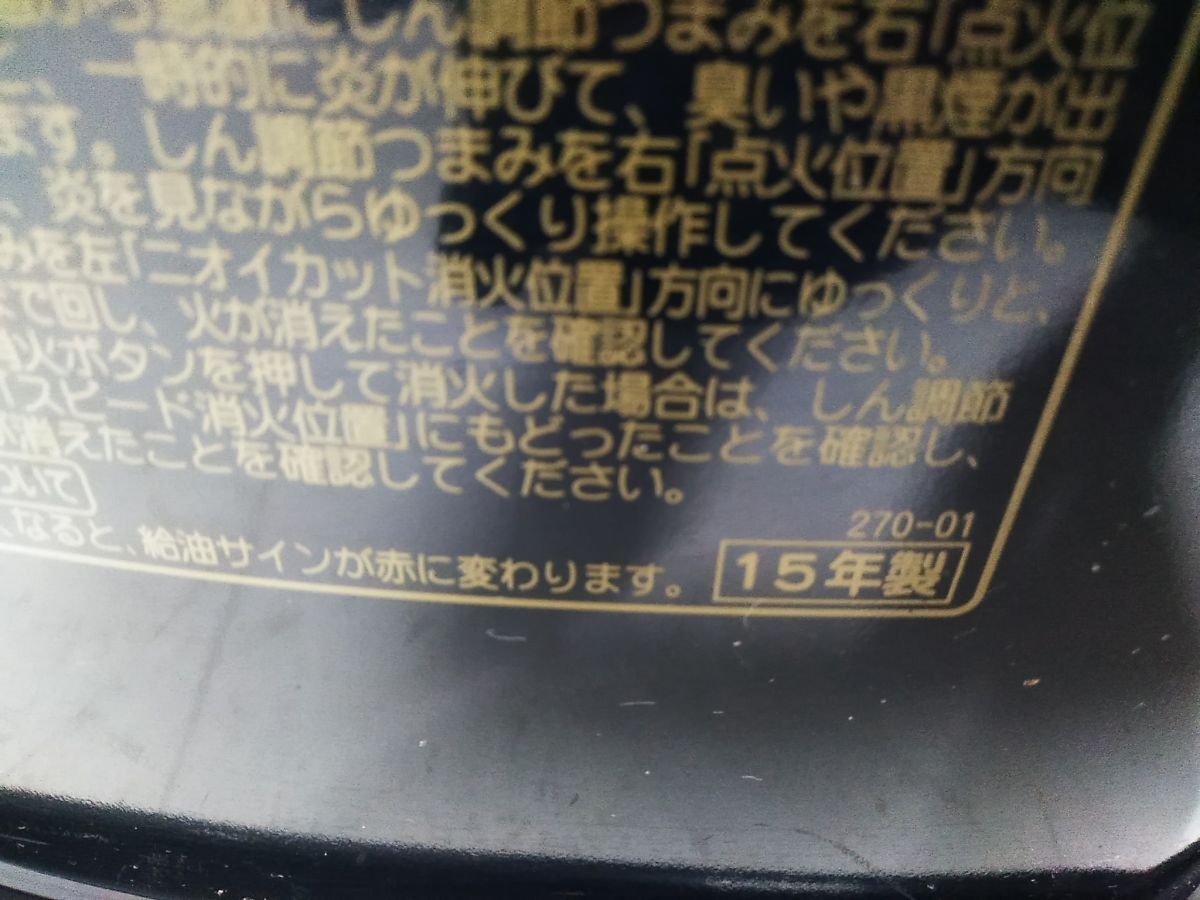 にしん調節つまみを右「点火位
一時的に炎が伸びて、臭いや黒煙が出
ます。しん調節つまみを右「点火位置」方向
、炎を見ながらゆっくり操作してください。
みを左「ニオイカット消火位置」方向にゆっくりと、
まで回し、火が消えたことを確認してください。
消火ボタンを押して消火した場合は、しん調節
スピード消火位置」にもどったことを確認し、
が消えたことを確認してください。
ついて
なると、給油サインが赤に変わります。
270-01
15年製